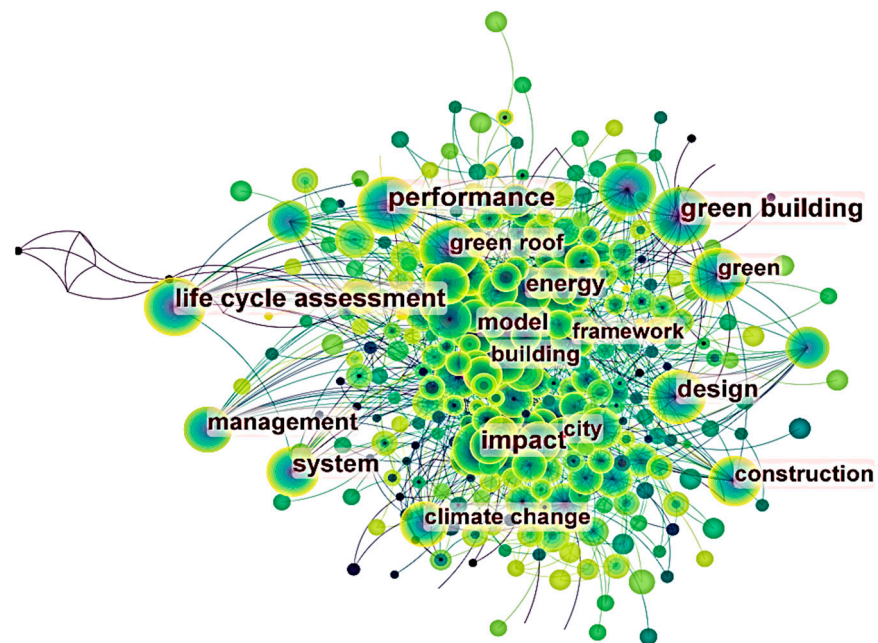 performance
green building
green roof
green
energy
life cycle assessment
model
framework
building
design
management
impact
city
system
construction
climate change